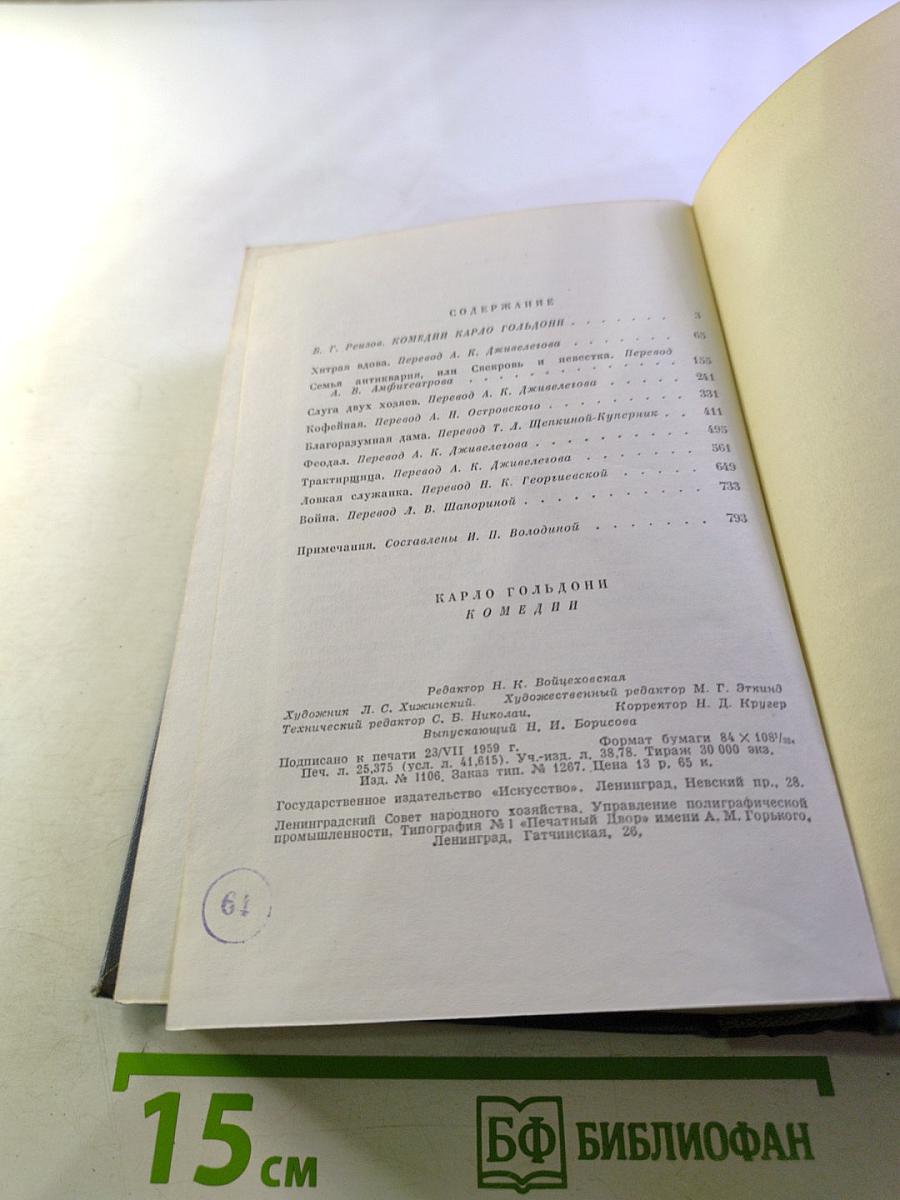 СОДЕРЖАНИЕ
Б. Г. Реизов. КОМЕДИИ КАРЛО ГОЛЬДОНИ . . . . . . . 3
Хитрая вдова. Перевод А. К. Дживелегова . . . . . . . 65
Семья антиквария, или Свекровь и невестка. Перевод
А. В. Амфитеатрова . . . . . . . . . . . . . 155
Слуга двух хозяев. Перевод А. К. Дживелегова . . . . . 241
Кофейная. Перевод А. Н. Островского . . . . . . . . 331
Благоразумная дама. Перевод Т. Л. Щепкиной-Куперник . . 411
Феодал. Перевод А. К. Дживелегова . . . . . . . . . 495
Трактирщица. Перевод А. К. Дживелегова . . . . . . . 561
Ловкая служанка. Перевод Н. К. Георгиевской . . . . . 649
Война. Перевод Л. В. Шапориной . . . . . . . . . . 733
Примечания. Составлены И. П. Володиной . . . . . . . 793
КАРЛО ГОЛЬДОНИ
КОМЕДИИ
Редактор Н. К. Войцеховская
Художник Л. С. Хижинский. Художественный редактор М. Г. Эткинд
Технический редактор С. Б. Николаи. Корректор Н. Д. Кругер
Выпускающий Н. И. Борисова
Подписано к печати 23/VII 1959 г. Формат бумаги 84 × 108¹/₃₂.
Печ. л. 25,375 (усл. л. 41,615). Уч.-изд. л. 38,78. Тираж 30 000 экз.
Изд. № 1106. Заказ тип. № 1267. Цена 13 р. 65 к.
Государственное издательство «Искусство». Ленинград, Невский пр., 28.
Ленинградский Совет народного хозяйства. Управление полиграфической
промышленности. Типография № 1 «Печатный Двор» имени А. М. Горького.
Ленинград, Гатчинская, 26.
61
15 см
БФ БИБЛИОФАН